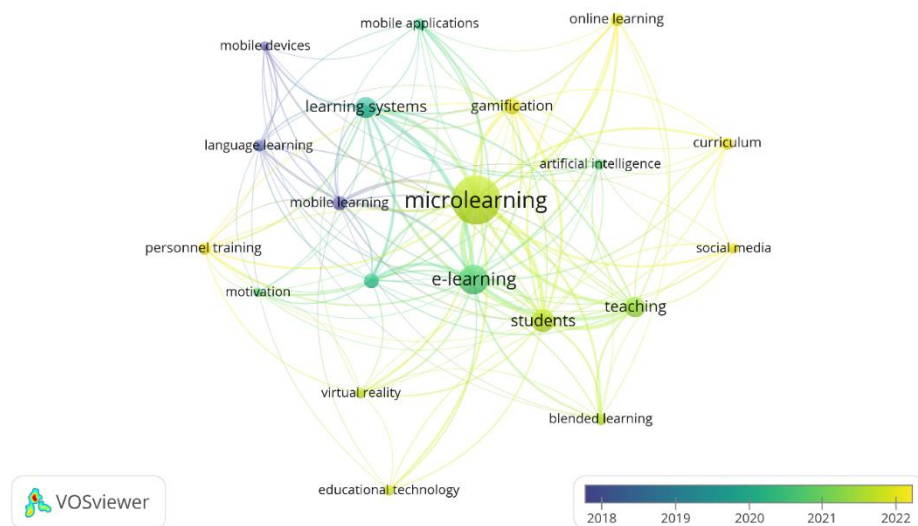 mobile applications
online learning
mobile devices
learning systems
gamification
language learning
artificial intelligence
curriculum
mobile learning
microlearning
personnel training
social media
motivation
e-learning
students
teaching
virtual reality
blended learning
educational technology
VOSviewer
2018 2019 2020 2021 2022